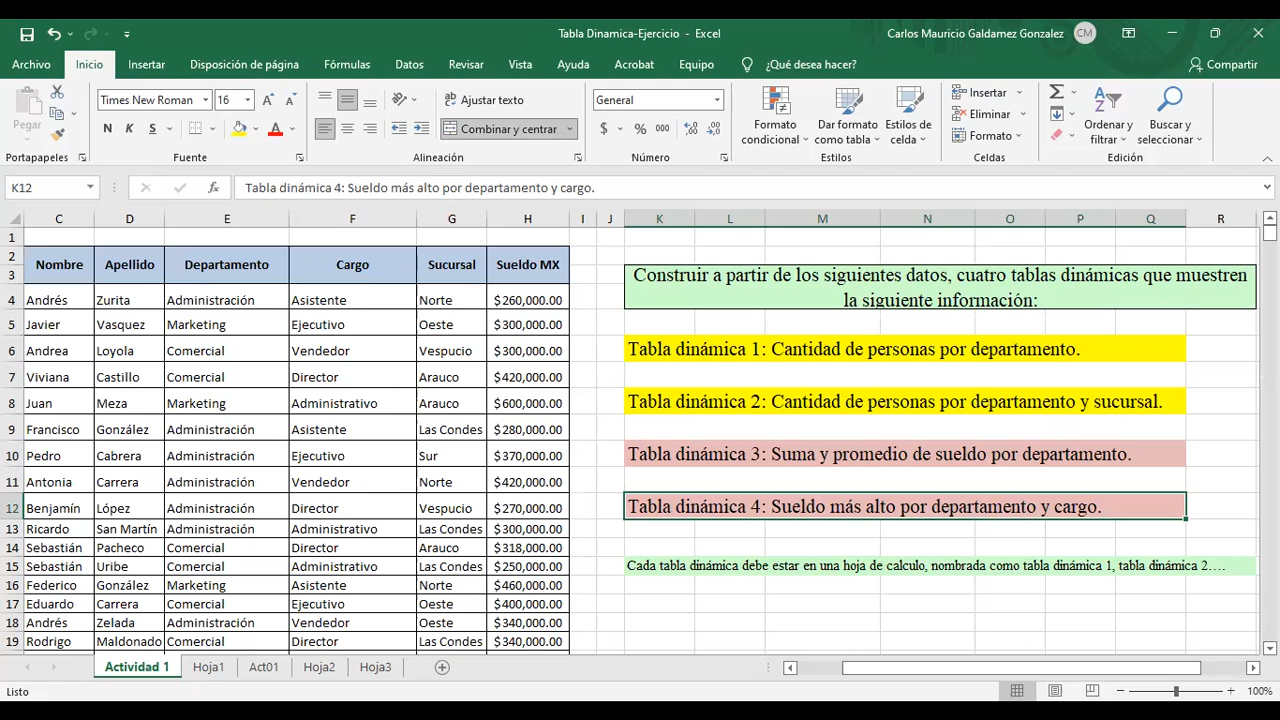 Tabla Dinamica-Ejercicio - Excel
Carlos Mauricio Galdamez Gonzalez
CM
Archivo Inicio Insertar Disposición de página Fórmulas Datos Revisar Vista Ayuda Acrobat Equipo ¿Qué desea hacer? Compartir
Pegar
Times New Roman 16
N K S
Ajustar texto
Combinar y centrar
General
$ % 000
Formato condicional
Dar formato como tabla
Estilos de celda
Insertar
Eliminar
Formato
Ordenar y filtrar
Buscar y seleccionar
Portapapeles Fuente Alineación Número Estilos Celdas Edición
K12 fx Tabla dinámica 4: Sueldo más alto por departamento y cargo.
C D E F G H I J K L M N O P Q R
1
2
3
Nombre Apellido Departamento Cargo Sucursal Sueldo MX
4 Andrés Zurita Administración Asistente Norte $260,000.00
5 Javier Vasquez Marketing Ejecutivo Oeste $300,000.00
6 Andrea Loyola Comercial Vendedor Vespucio $300,000.00
7 Viviana Castillo Comercial Director Arauco $420,000.00
8 Juan Meza Marketing Administrativo Arauco $600,000.00
9 Francisco González Administración Asistente Las Condes $280,000.00
10 Pedro Cabrera Administración Ejecutivo Sur $370,000.00
11 Antonia Carrera Administración Vendedor Norte $420,000.00
12 Benjamín López Administración Director Vespucio $270,000.00
13 Ricardo San Martín Administración Administrativo Las Condes $300,000.00
14 Sebastián Pacheco Comercial Director Arauco $318,000.00
15 Sebastián Uribe Comercial Administrativo Las Condes $250,000.00
16 Federico González Marketing Asistente Norte $460,000.00
17 Eduardo Carrera Comercial Ejecutivo Oeste $400,000.00
18 Andrés Zelada Administración Vendedor Oeste $340,000.00
19 Rodrigo Maldonado Comercial Director Las Condes $340,000.00
Construir a partir de los siguientes datos, cuatro tablas dinámicas que muestren
la siguiente información:
Tabla dinámica 1: Cantidad de personas por departamento.
Tabla dinámica 2: Cantidad de personas por departamento y sucursal.
Tabla dinámica 3: Suma y promedio de sueldo por departamento.
Tabla dinámica 4: Sueldo más alto por departamento y cargo.
Cada tabla dinámica debe estar en una hoja de calculo, nombrada como tabla dinámica 1, tabla dinámica 2….
Actividad 1 Hoja1 Act01 Hoja2 Hoja3
Listo
100%